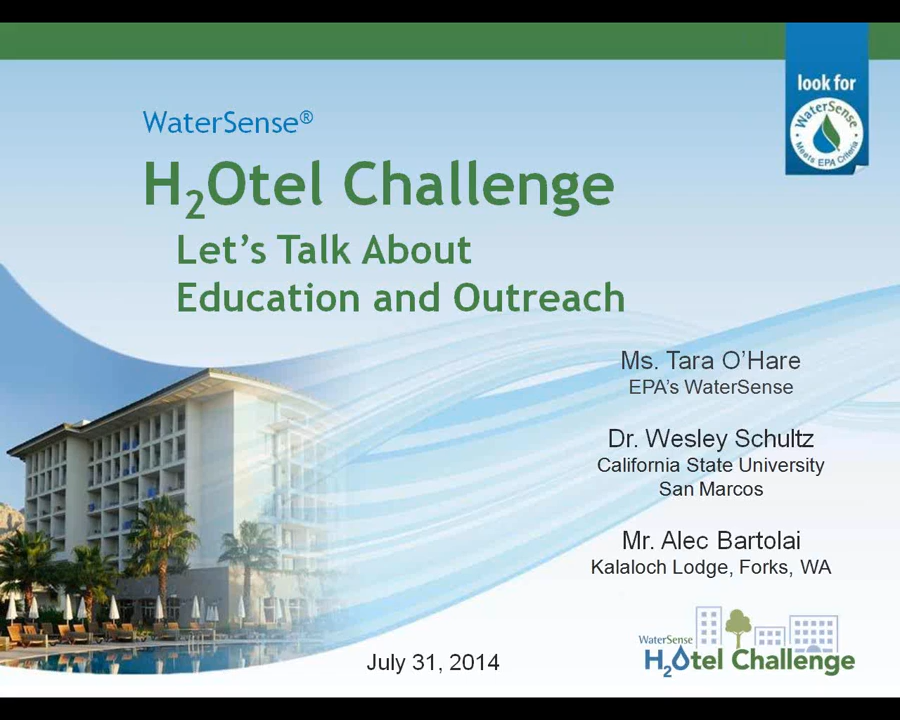 look for
WaterSense
Meets EPA Criteria
WaterSense®
H₂Otel Challenge
Let's Talk About
Education and Outreach
Ms. Tara O'Hare
EPA's WaterSense
Dr. Wesley Schultz
California State University
San Marcos
Mr. Alec Bartolai
Kalaloch Lodge, Forks, WA
July 31, 2014
WaterSense
H₂Otel Challenge